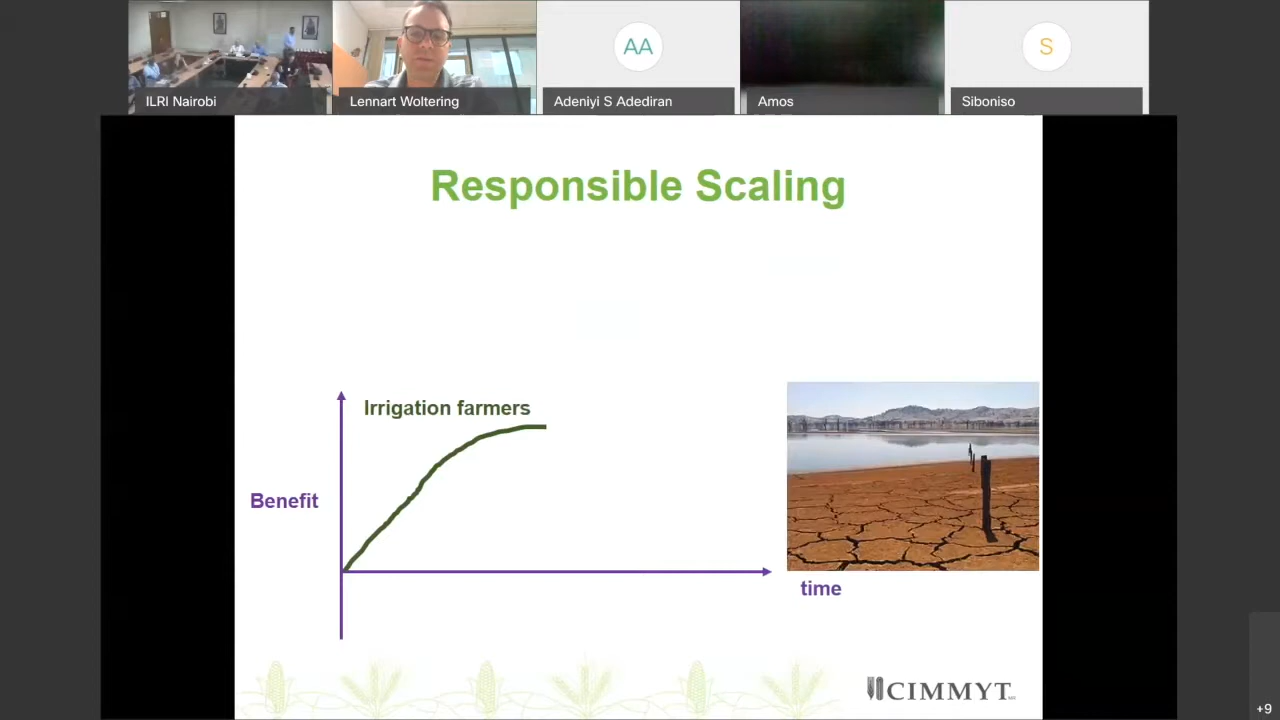 ILRI Nairobi
Lennart Woltering
AA
Adeniyi S Adediran
Amos
S
Siboniso
Responsible Scaling
Irrigation farmers
Benefit
time
CIMMYT
+9